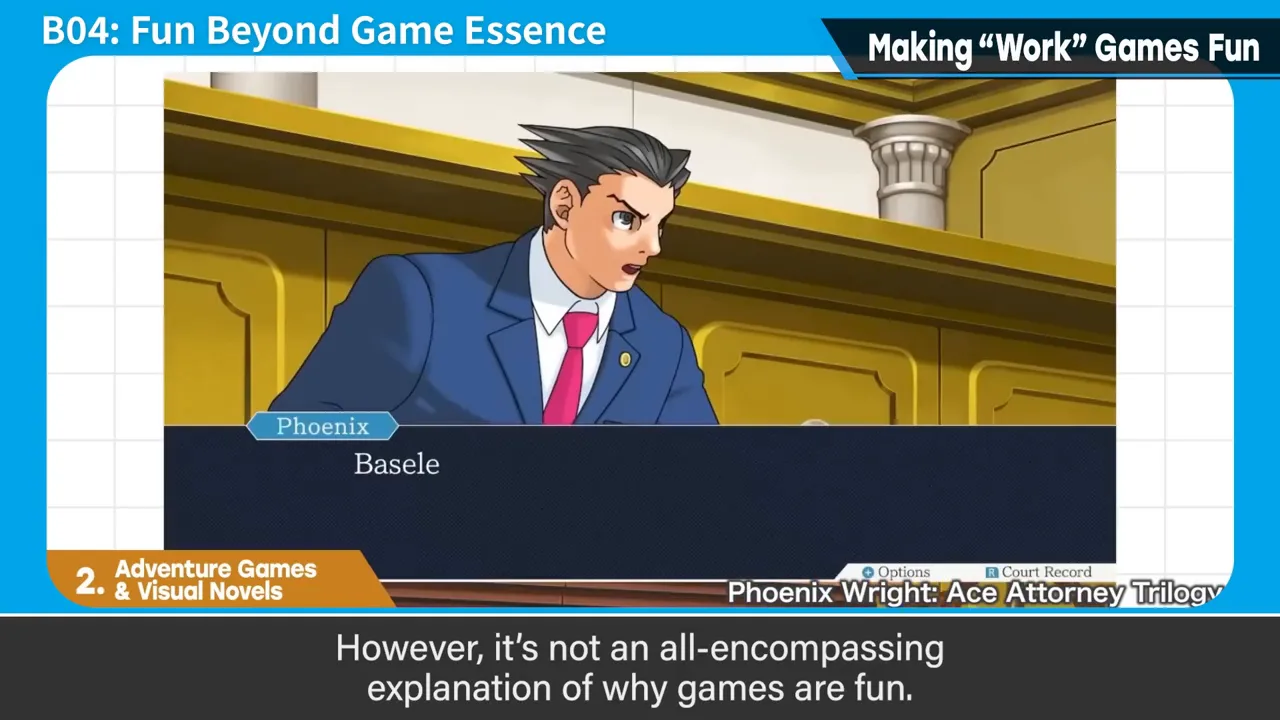 B04: Fun Beyond Game Essence
Making “Work” Games Fun
Phoenix
Basele
Options
R Court Record
2. Adventure Games
& Visual Novels
Phoenix Wright: Ace Attorney Trilogy
However, it’s not an all-encompassing
explanation of why games are fun.